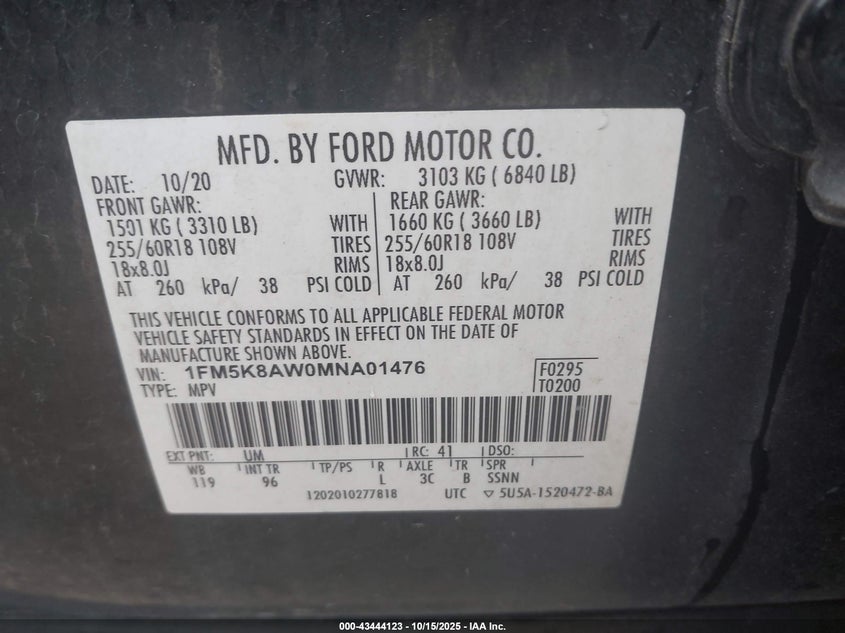 MFD. BY FORD MOTOR CO.
DATE: 10/20 GVWR: 3103 KG ( 6840 LB)
FRONT GAWR: REAR GAWR:
1501 KG ( 3310 LB) WITH 1660 KG ( 3660 LB) WITH
255/60R18 108V TIRES 255/60R18 108V TIRES
18x8.0J RIMS 18x8.0J RIMS
AT 260 kPa/ 38 PSI COLD AT 260 kPa/ 38 PSI COLD
THIS VEHICLE CONFORMS TO ALL APPLICABLE FEDERAL MOTOR
VEHICLE SAFETY STANDARDS IN EFFECT ON THE DATE OF
MANUFACTURE SHOWN ABOVE.
VIN: 1FM5K8AW0MNA01476 F0295
TYPE: MPV T0200
EXT PNT: UM RC: 41 DSO:
WB INT TR TP/PS R AXLE TR SPR
119 96 L 3C B SSNN
1202010277818 UTC ▽ 5U5A-1520472-BA
000-43444123 - 10/15/2025 - IAA Inc.